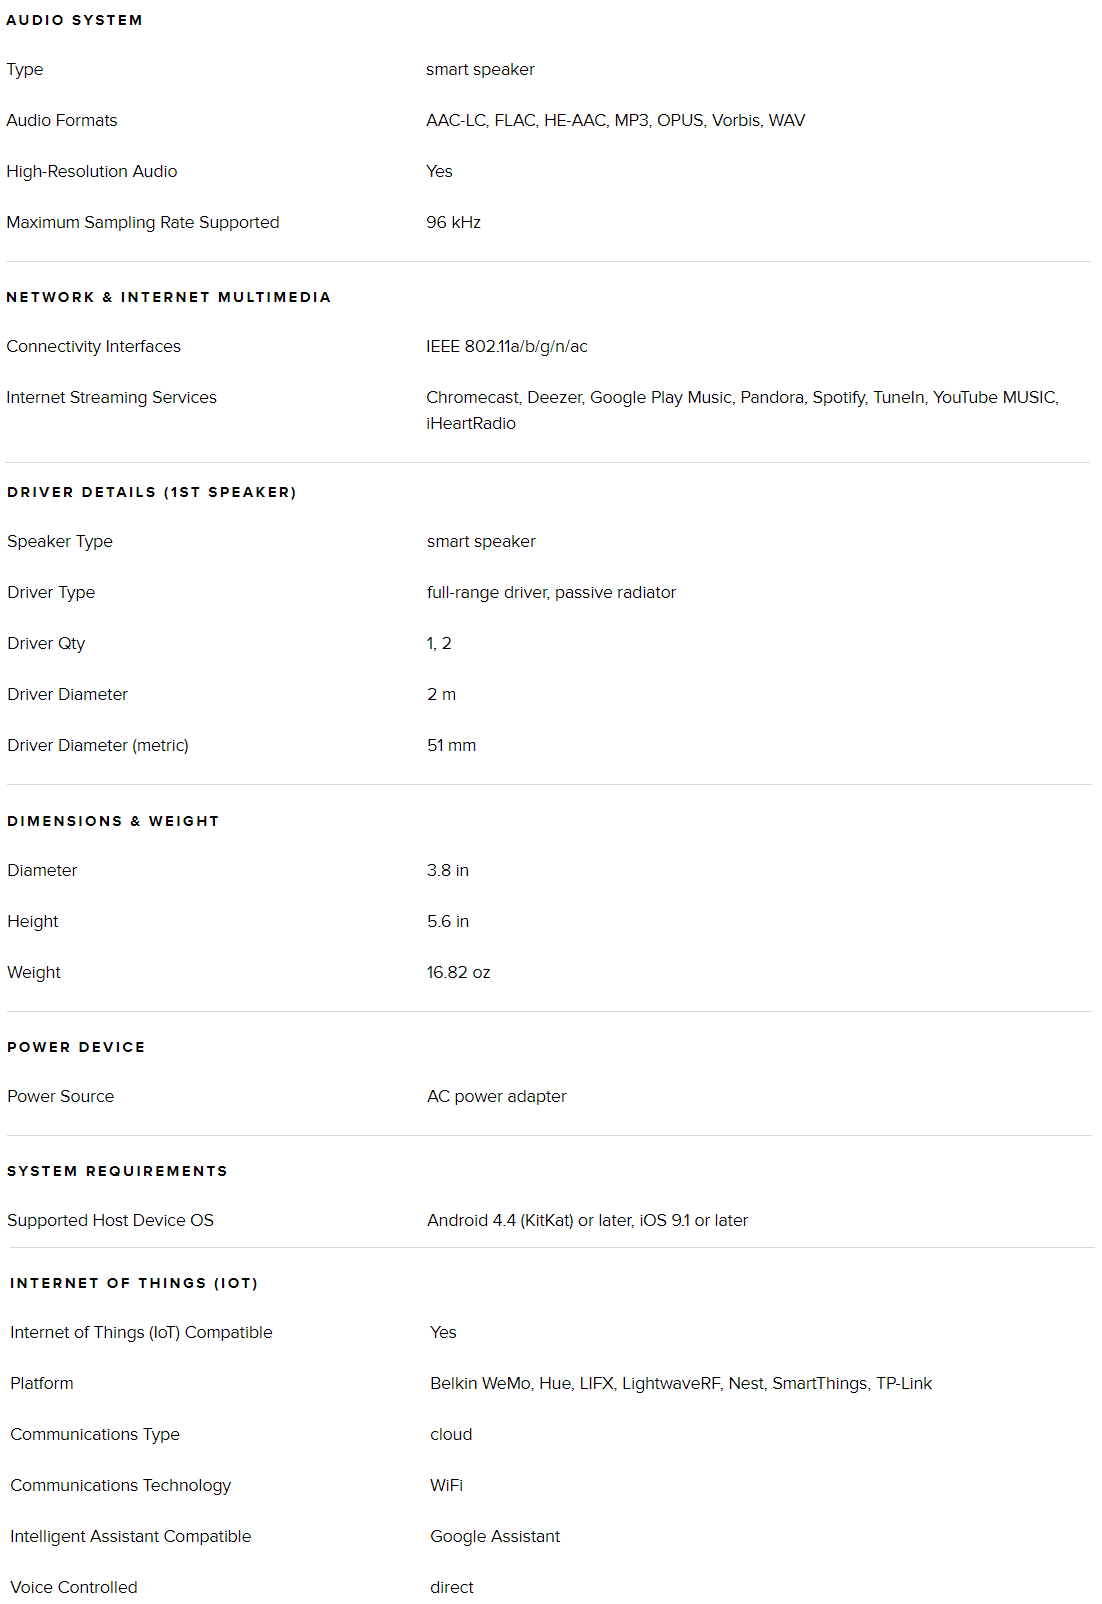 AUDIO SYSTEM
Type smart speaker
Audio Formats AAC-LC, FLAC, HE-AAC, MP3, OPUS, Vorbis, WAV
High-Resolution Audio Yes
Maximum Sampling Rate Supported 96 kHz
NETWORK & INTERNET MULTIMEDIA
Connectivity Interfaces IEEE 802.11a/b/g/n/ac
Internet Streaming Services Chromecast, Deezer, Google Play Music, Pandora, Spotify, TuneIn, YouTube MUSIC,
iHeartRadio
DRIVER DETAILS (1ST SPEAKER)
Speaker Type smart speaker
Driver Type full-range driver, passive radiator
Driver Qty 1, 2
Driver Diameter 2 m
Driver Diameter (metric) 51 mm
DIMENSIONS & WEIGHT
Diameter 3.8 in
Height 5.6 in
Weight 16.82 oz
POWER DEVICE
Power Source AC power adapter
SYSTEM REQUIREMENTS
Supported Host Device OS Android 4.4 (KitKat) or later, iOS 9.1 or later
INTERNET OF THINGS (IOT)
Internet of Things (IoT) Compatible Yes
Platform Belkin WeMo, Hue, LIFX, LightwaveRF, Nest, SmartThings, TP-Link
Communications Type cloud
Communications Technology WiFi
Intelligent Assistant Compatible Google Assistant
Voice Controlled direct